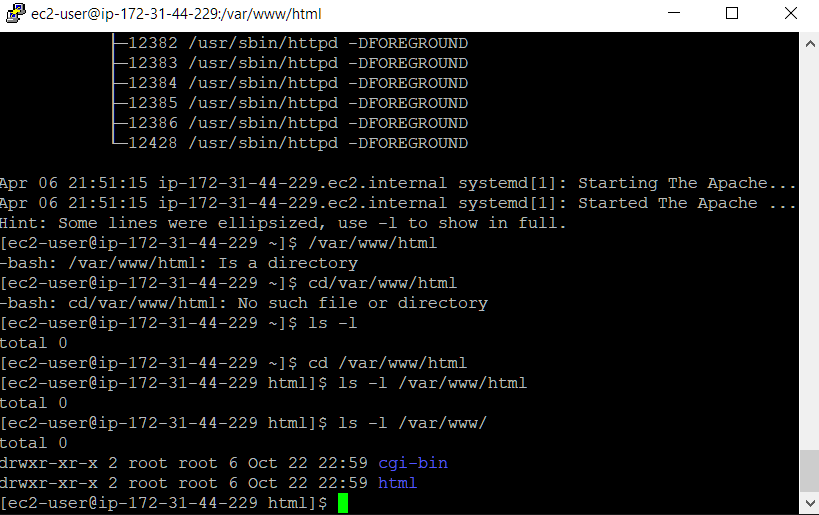 ec2-user@ip-172-31-44-229:/var/www/html
├─12382 /usr/sbin/httpd -DFOREGROUND
├─12383 /usr/sbin/httpd -DFOREGROUND
├─12384 /usr/sbin/httpd -DFOREGROUND
├─12385 /usr/sbin/httpd -DFOREGROUND
├─12386 /usr/sbin/httpd -DFOREGROUND
└─12428 /usr/sbin/httpd -DFOREGROUND
Apr 06 21:51:15 ip-172-31-44-229.ec2.internal systemd[1]: Starting The Apache...
Apr 06 21:51:15 ip-172-31-44-229.ec2.internal systemd[1]: Started The Apache ...
Hint: Some lines were ellipsized, use -l to show in full.
[ec2-user@ip-172-31-44-229 ~]$ /var/www/html
-bash: /var/www/html: Is a directory
[ec2-user@ip-172-31-44-229 ~]$ cd/var/www/html
-bash: cd/var/www/html: No such file or directory
[ec2-user@ip-172-31-44-229 ~]$ ls -l
total 0
[ec2-user@ip-172-31-44-229 ~]$ cd /var/www/html
[ec2-user@ip-172-31-44-229 html]$ ls -l /var/www/html
total 0
[ec2-user@ip-172-31-44-229 html]$ ls -l /var/www/
total 0
drwxr-xr-x 2 root root 6 Oct 22 22:59 cgi-bin
drwxr-xr-x 2 root root 6 Oct 22 22:59 html
[ec2-user@ip-172-31-44-229 html]$